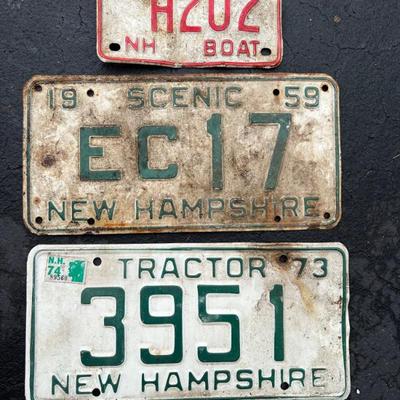 H202
NH BOAT
19 SCENIC 59
EC 17
NEW HAMPSHIRE
N.H.
74
TRACTOR 73
3951
NEW HAMPSHIRE